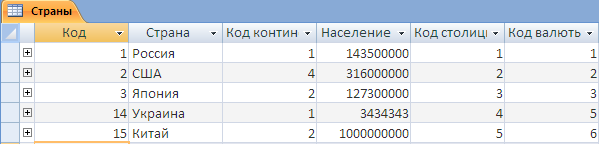 Страны
Код Страна Код контин Население Код столиць Код валють
1 Россия 1 143500000 1 1
2 США 4 316000000 2 2
3 Япония 2 127300000 3 3
14 Украина 1 3434343 4 5
15 Китай 2 1000000000 5 6